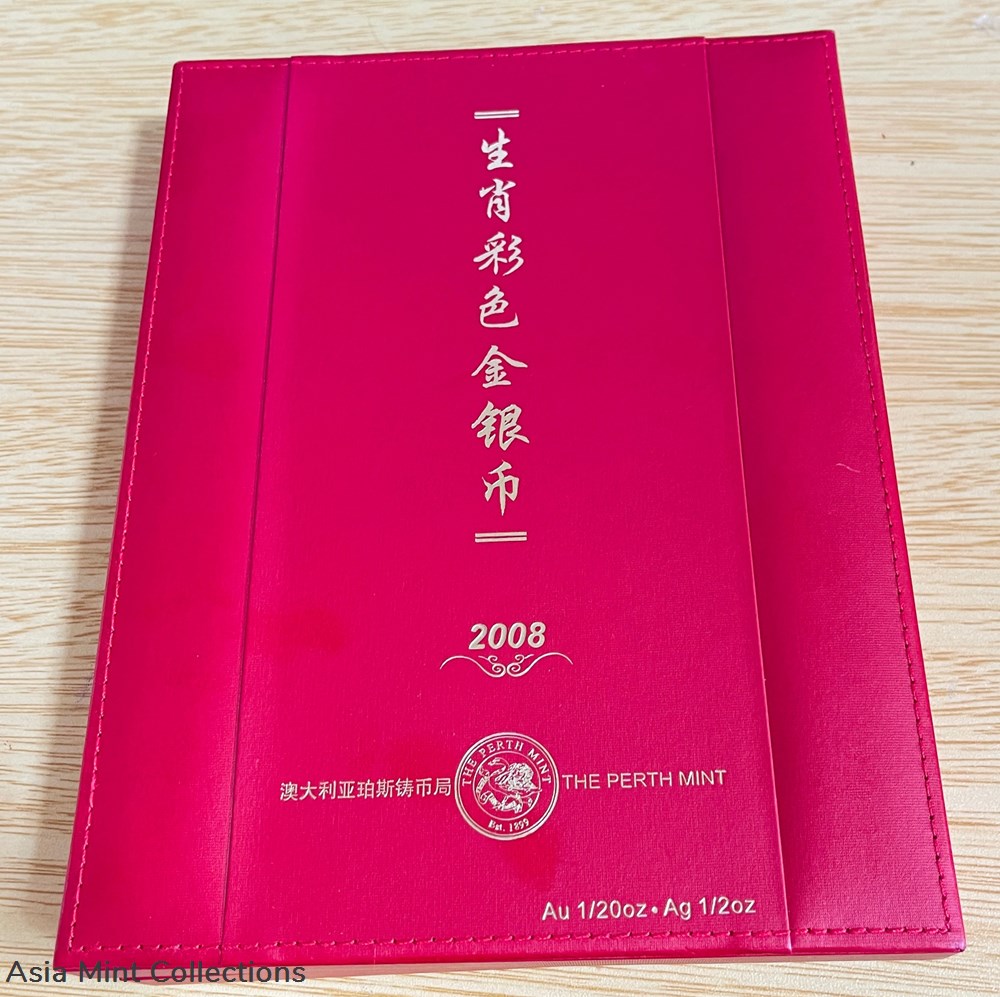 生肖彩色金银币
2008
澳大利亚珀斯铸币局
THE PERTH MINT
Est. 1899
THE PERTH MINT
Au 1/20oz • Ag 1/2oz
Asia Mint Collections